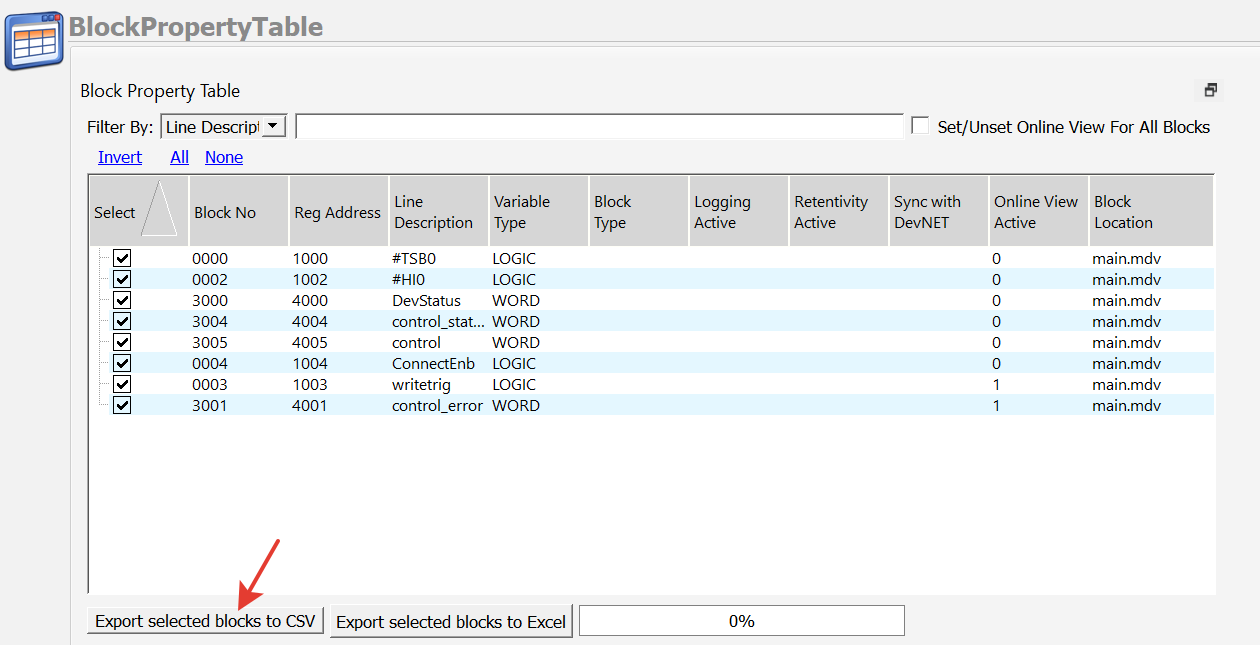 BlockPropertyTable
Block Property Table
Filter By: Line Descript Set/Unset Online View For All Blocks
Invert All None
Select Block No Reg Address Line Description Variable Type Block Type Logging Active Retentivity Active Sync with DevNET Online View Active Block Location
0000 1000 #TSB0 LOGIC 0 main.mdv
0002 1002 #HI0 LOGIC 0 main.mdv
3000 4000 DevStatus WORD 0 main.mdv
3004 4004 control_stat... WORD 0 main.mdv
3005 4005 control WORD 0 main.mdv
0004 1004 ConnectEnb LOGIC 0 main.mdv
0003 1003 writetrig LOGIC 1 main.mdv
3001 4001 control_error WORD 1 main.mdv
Export selected blocks to CSV Export selected blocks to Excel 0%